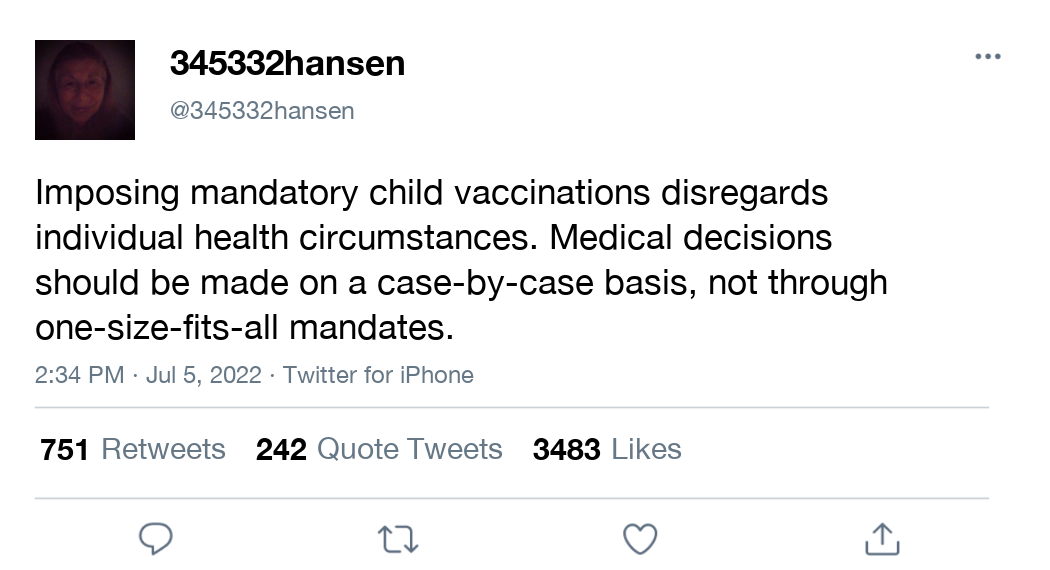 345332hansen
@345332hansen
Imposing mandatory child vaccinations disregards
individual health circumstances. Medical decisions
should be made on a case-by-case basis, not through
one-size-fits-all mandates.
2:34 PM · Jul 5, 2022 · Twitter for iPhone
751 Retweets 242 Quote Tweets 3483 Likes